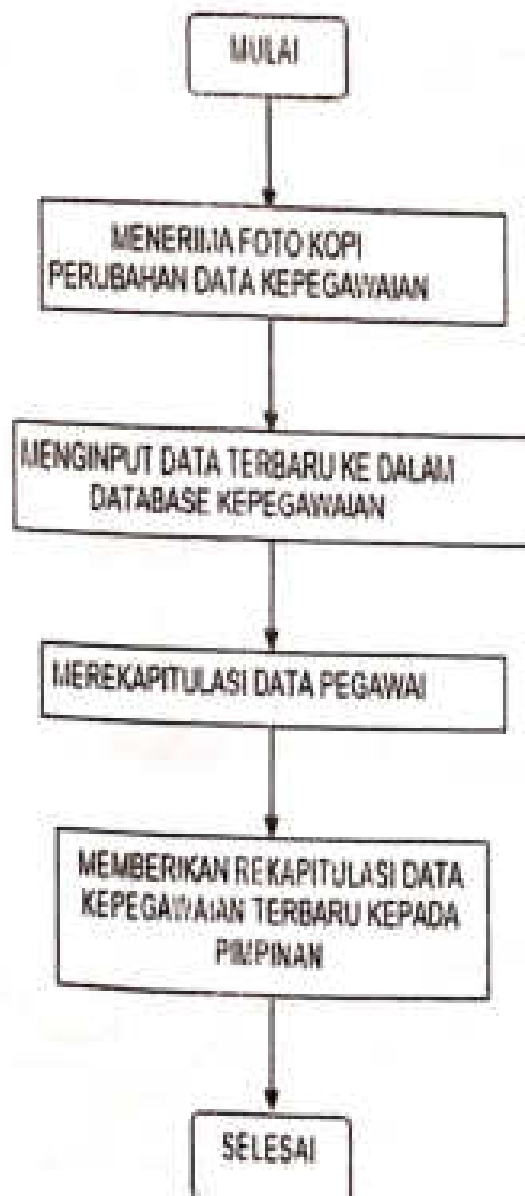 MULAI
MENERIMA FOTO KOPI
PERUBAHAN DATA KEPEGAWAIAN
MENGINPUT DATA TERBARU KE DALAM
DATABASE KEPEGAWAIAN
MEREKAPITULASI DATA PEGAWAI
MEMBERIKAN REKAPITULASI DATA
KEPEGAWAIAN TERBARU KEPADA
PIMPINAN
SELESAI